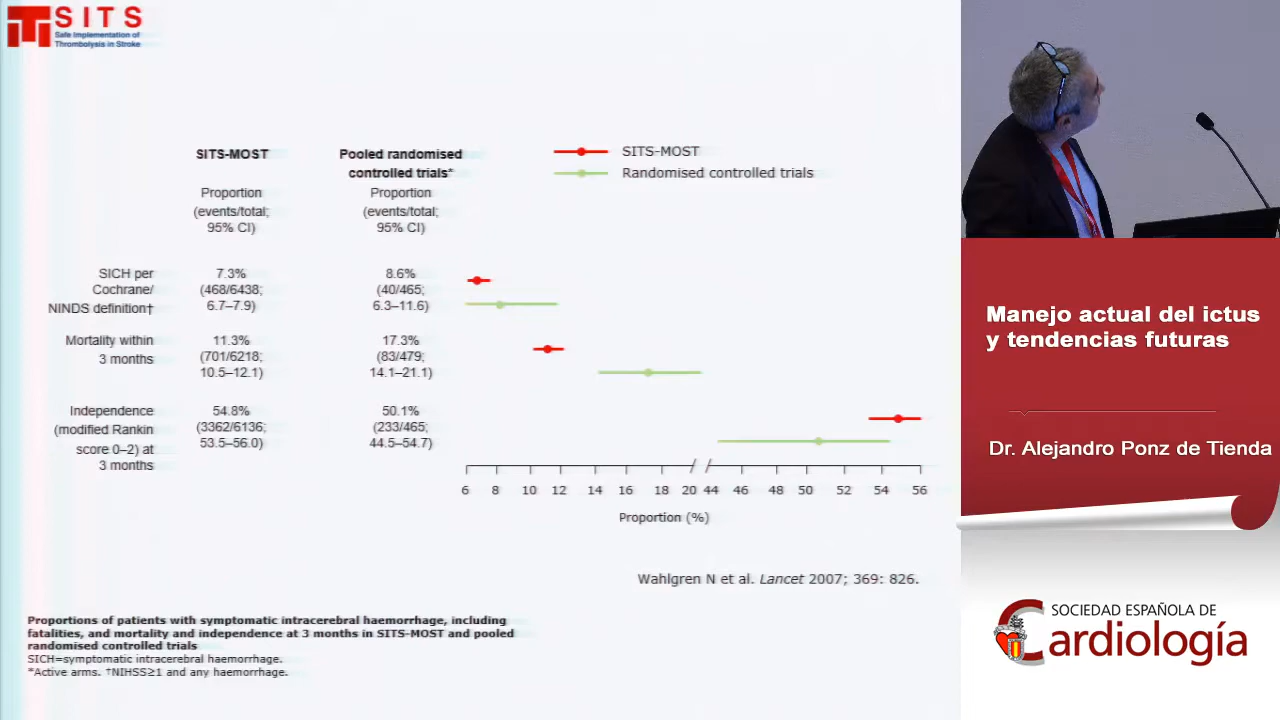 SITS
Safe Implementation of
Thrombolysis in Stroke
SITS-MOST
Proportion
(events/total;
95% CI)
Pooled randomised
controlled trials*
Proportion
(events/total;
95% CI)
SITS-MOST
Randomised controlled trials
SICH per
Cochrane/
NINDS definition†
7.3%
(468/6438;
6.7–7.9)
8.6%
(40/465;
6.3–11.6)
Mortality within
3 months
11.3%
(701/6218;
10.5–12.1)
17.3%
(83/479;
14.1–21.1)
Independence
(modified Rankin
score 0–2) at
3 months
54.8%
(3362/6136;
53.5–56.0)
50.1%
(233/465;
44.5–54.7)
6 8 10 12 14 16 18 20 44 46 48 50 52 54 56
Proportion (%)
Wahlgren N et al. Lancet 2007; 369: 826.
Proportions of patients with symptomatic intracerebral haemorrhage, including
fatalities, and mortality and independence at 3 months in SITS-MOST and pooled
randomised controlled trials
SICH=symptomatic intracerebral haemorrhage.
*Active arms. †NIHSS≥1 and any haemorrhage.
Manejo actual del ictus
y tendencias futuras
Dr. Alejandro Ponz de Tienda
SOCIEDAD ESPAÑOLA DE
Cardiología